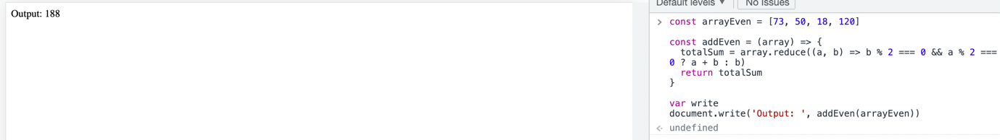 Output: 188
Default levels ▼ No Issues
> const arrayEven = [73, 50, 18, 120]
const addEven = (array) => {
totalSum = array.reduce((a, b) => b % 2 === 0 && a % 2 ===
0 ? a + b : b)
return totalSum
}
var write
document.write('Output: ', addEven(arrayEven))
undefined